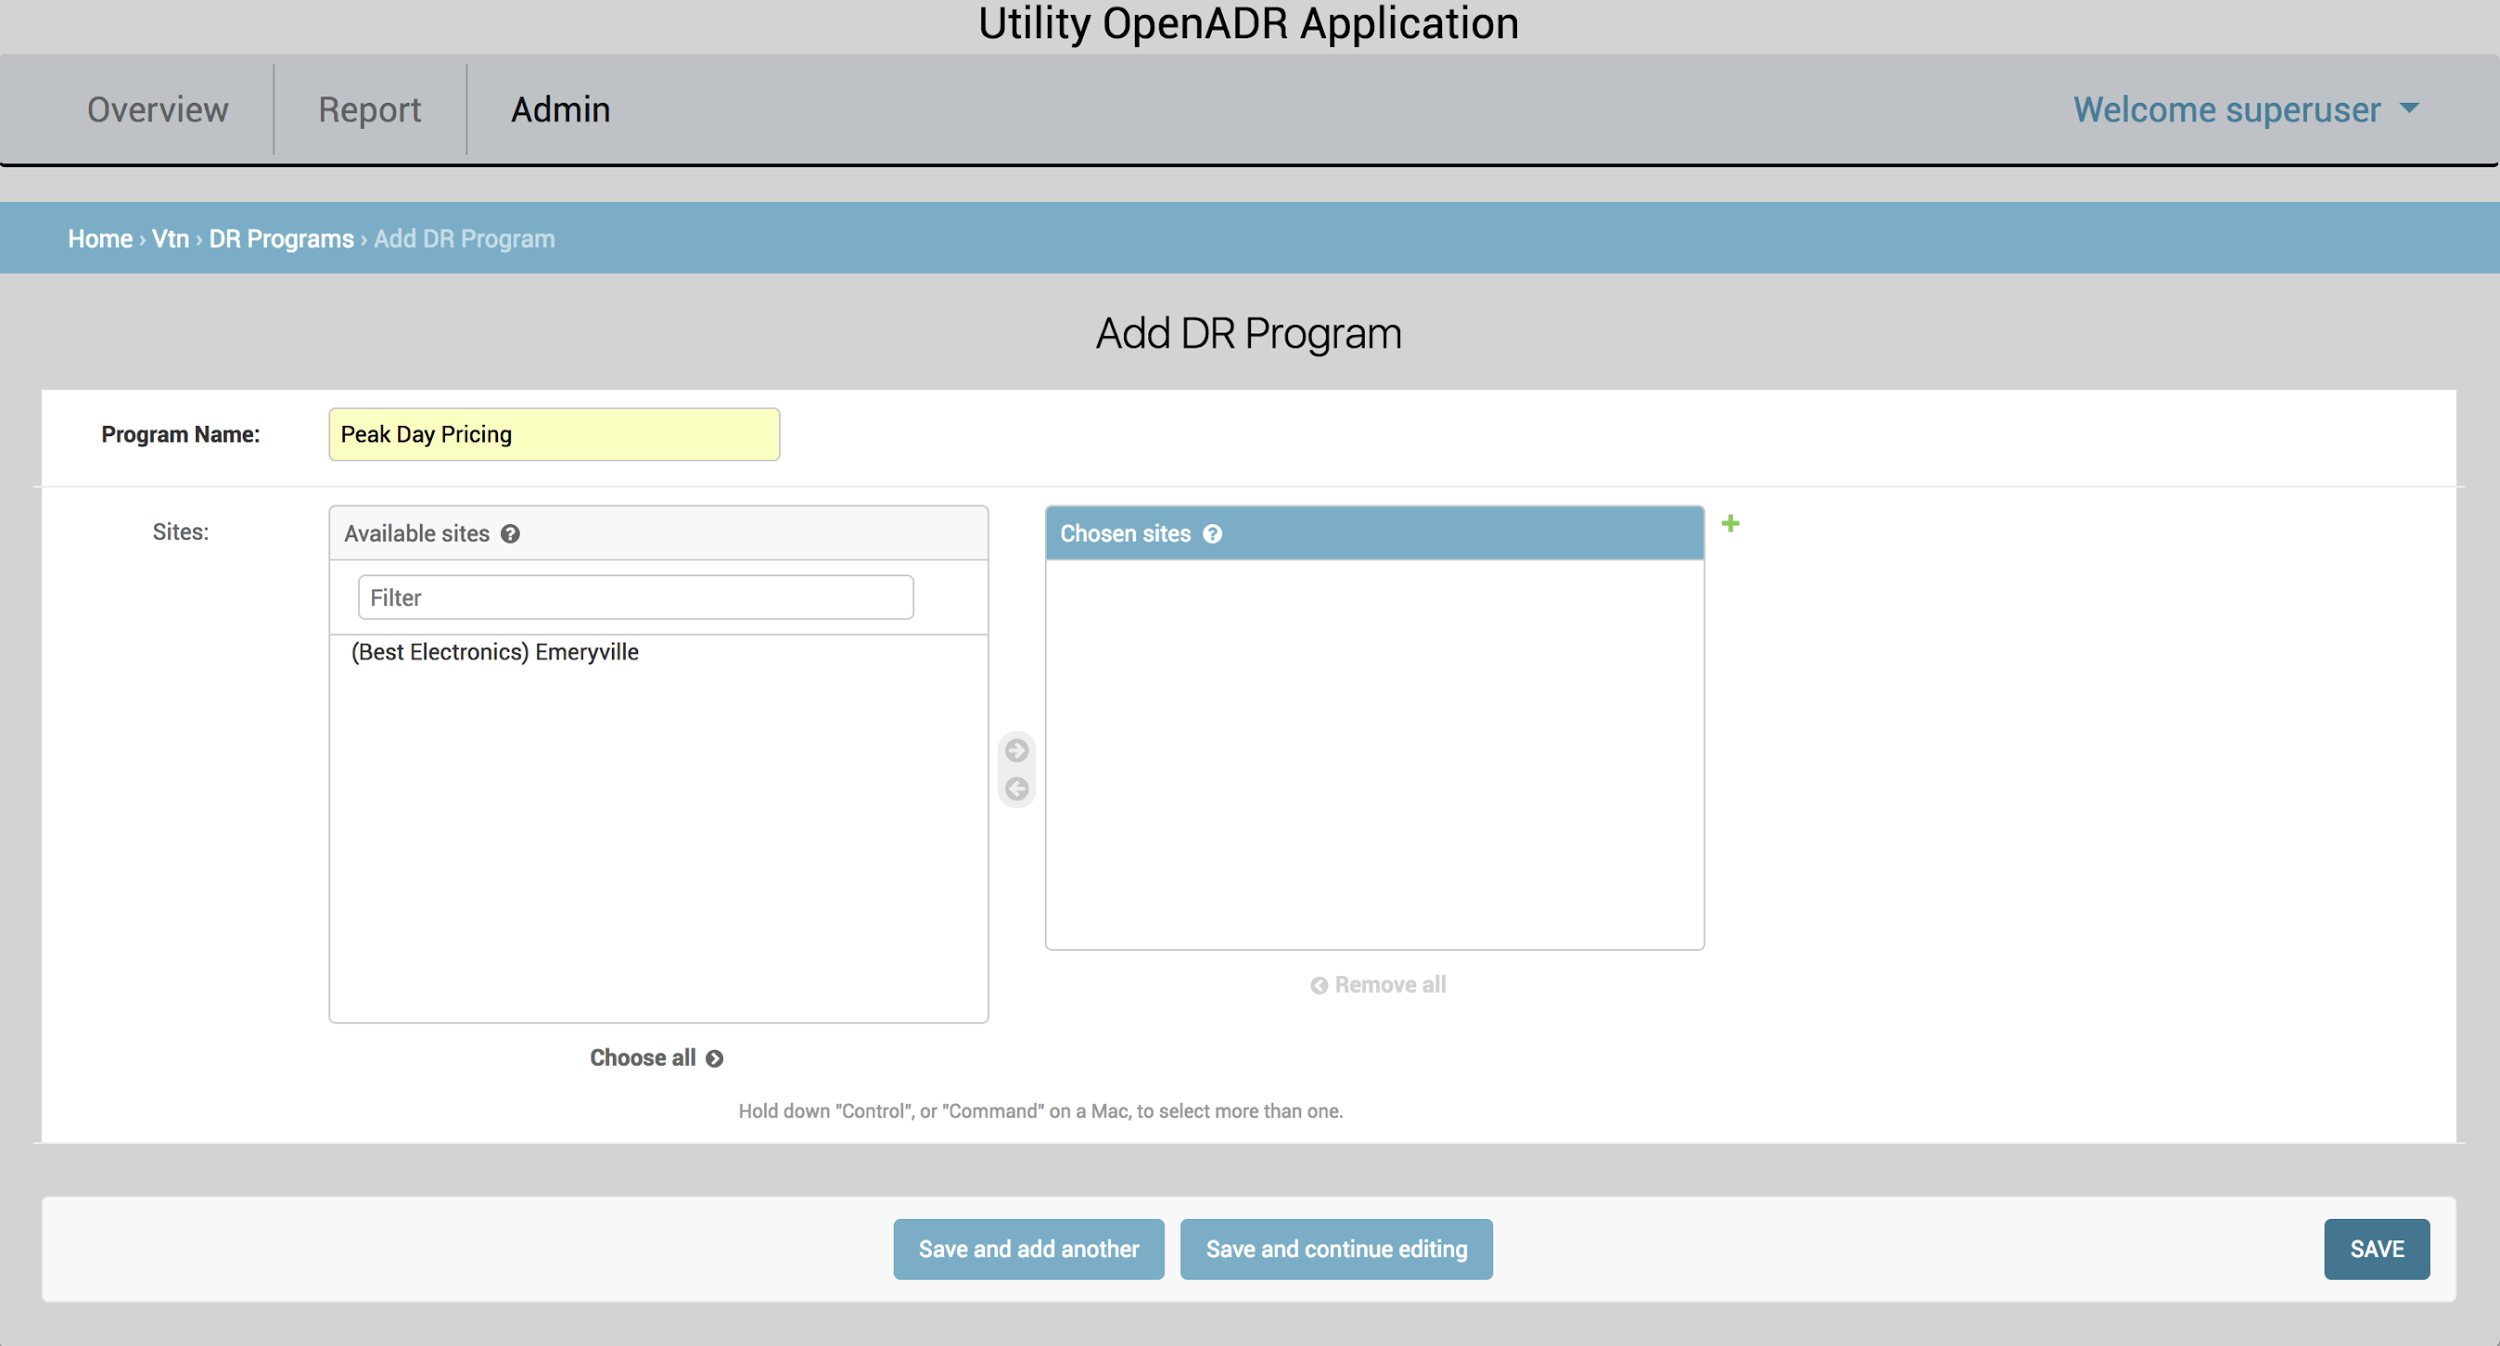 Utility OpenADR Application
Overview Report Admin Welcome superuser
Home › Vtn › DR Programs › Add DR Program
Add DR Program
Program Name: Peak Day Pricing
Sites: Available sites ? Chosen sites ? +
Filter
(Best Electronics) Emeryville
Remove all
Choose all
Hold down "Control", or "Command" on a Mac, to select more than one.
Save and add another Save and continue editing SAVE